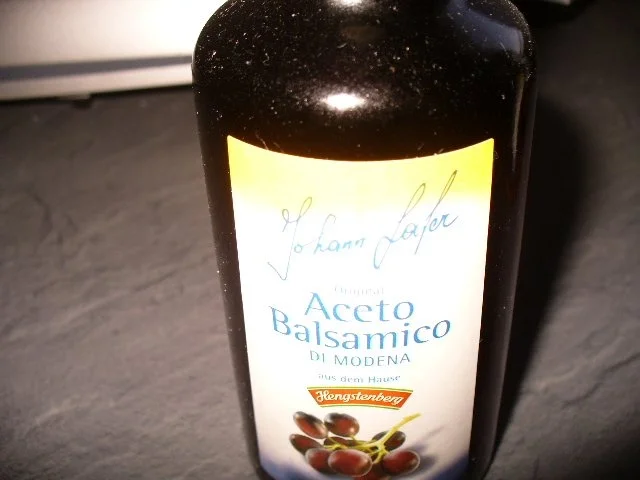 Johann Lafer
Original
Aceto
Balsamico
DI MODENA
aus dem Hause
Hengstenberg